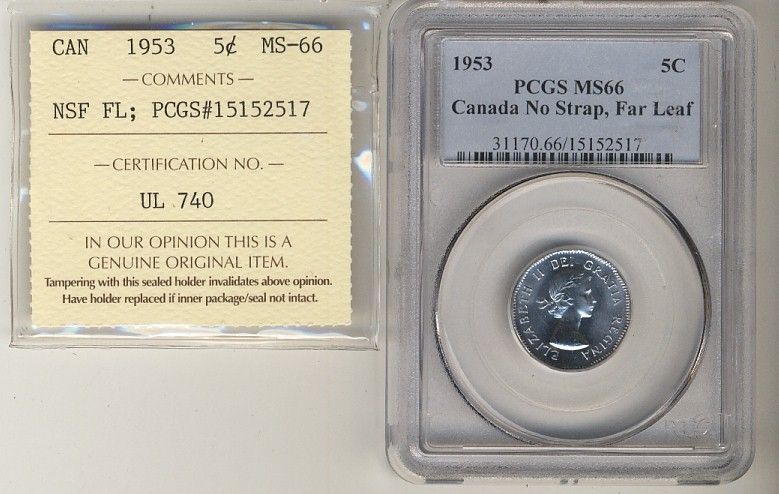 CAN 1953 5¢ MS-66
— COMMENTS —
NSF FL; PCGS#15152517
— CERTIFICATION NO. —
UL 740
IN OUR OPINION THIS IS A
GENUINE ORIGINAL ITEM.
Tampering with this sealed holder invalidates above opinion.
Have holder replaced if inner package/seal not intact.
1953 5C
PCGS MS66
Canada No Strap, Far Leaf
31170.66/15152517
ELIZABETH II DEI GRATIA REGINA
PCGS